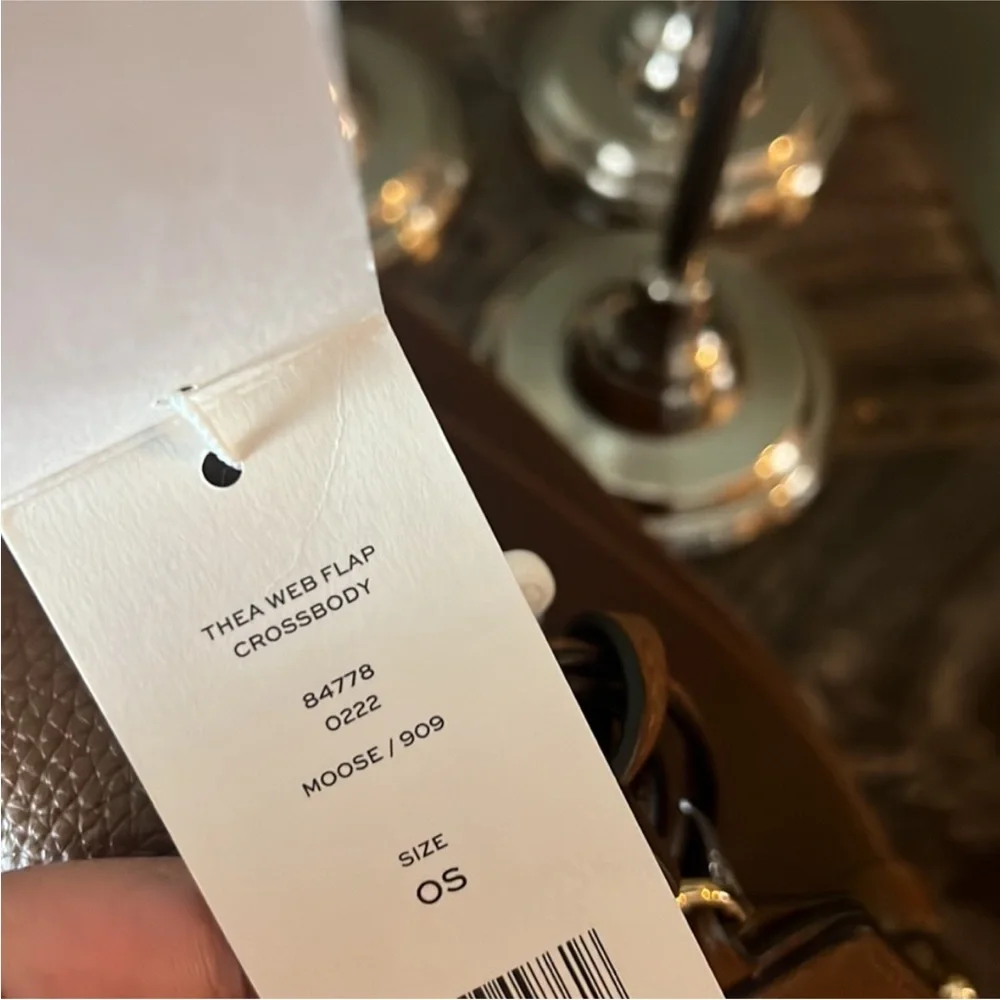 THEA WEB FLAP
CROSSBODY
84778
0222
MOOSE / 909
SIZE
OS